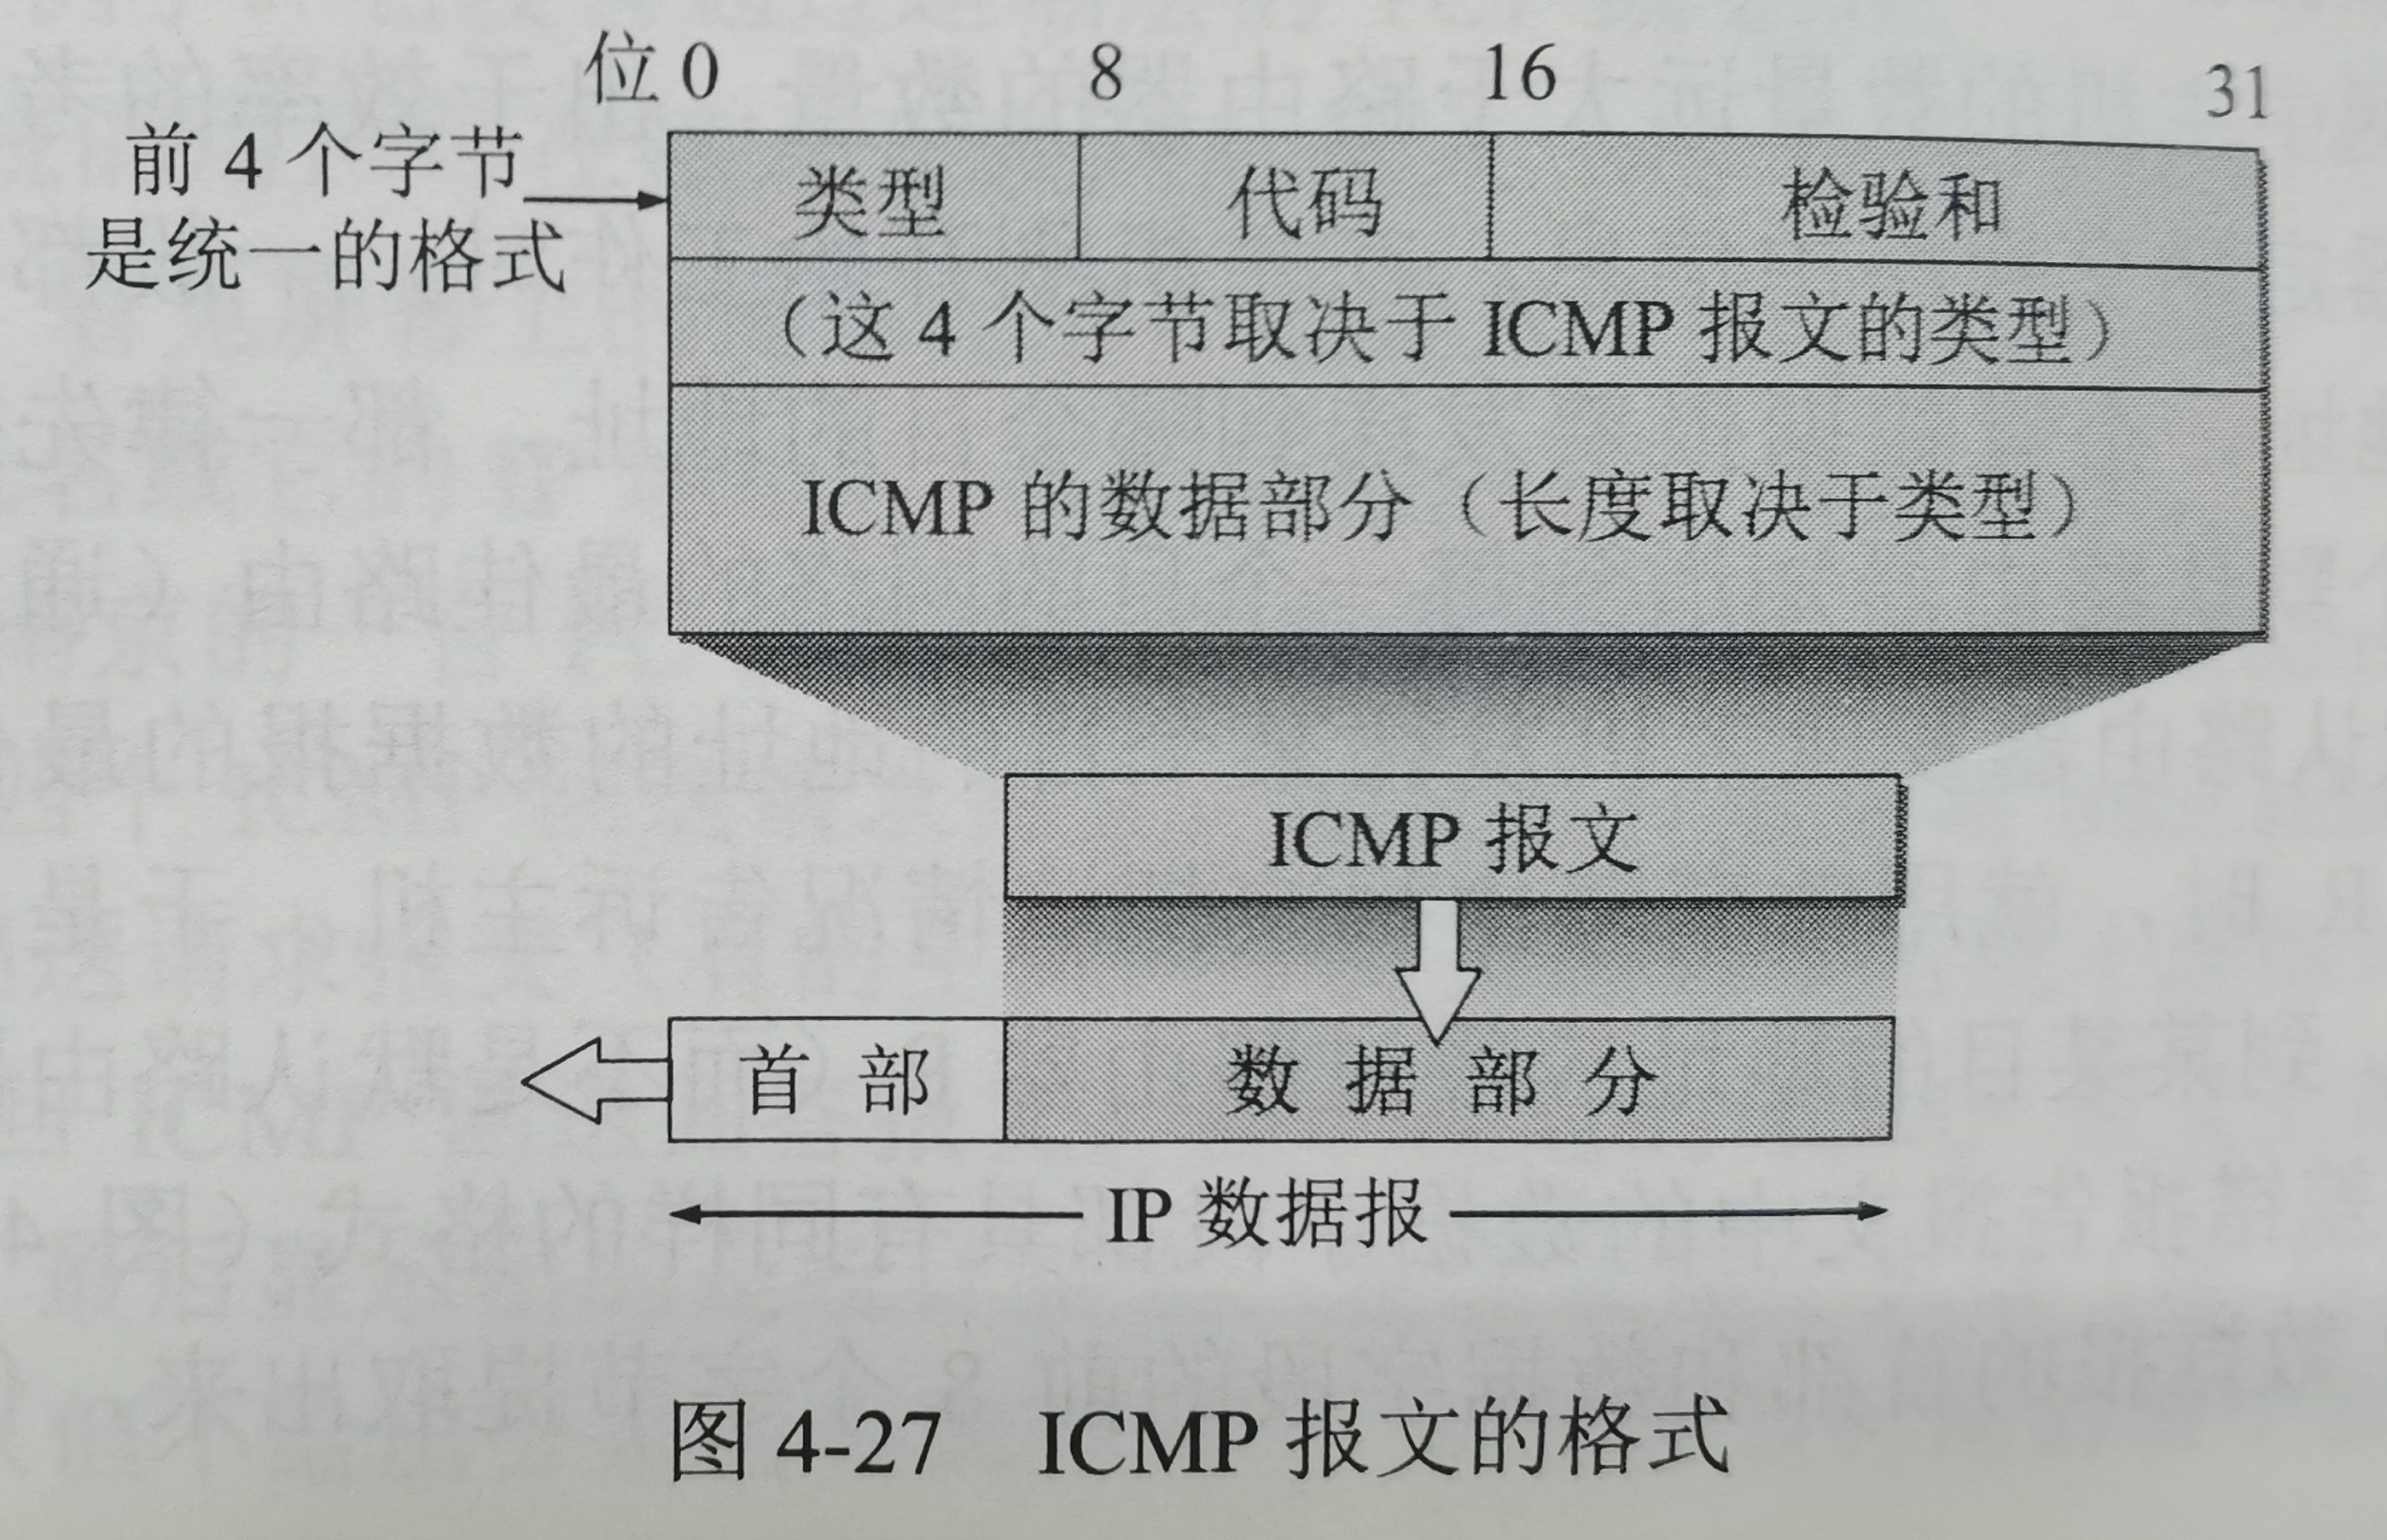 位 0 8 16 31
前 4 个字节
是统一的格式
类型 代码 检验和
（这 4 个字节取决于 ICMP 报文的类型）
ICMP 的数据部分（长度取决于类型）
ICMP 报文
首 部 数 据 部 分
IP 数据报
图 4-27 ICMP 报文的格式